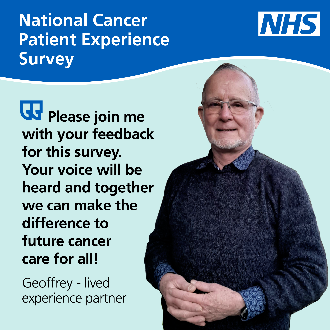 National Cancer
Patient Experience
Survey
NHS
Please join me
with your feedback
for this survey.
Your voice will be
heard and together
we can make the
difference to
future cancer
care for all!
Geoffrey - lived
experience partner